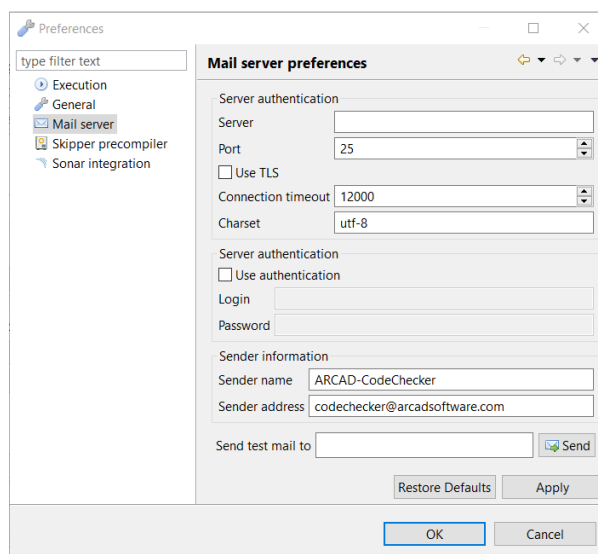 Preferences
type filter text
Execution
General
Mail server
Skipper precompiler
Sonar integration
Mail server preferences
Server authentication
Server
Port 25
Use TLS
Connection timeout 12000
Charset utf-8
Server authentication
Use authentication
Login
Password
Sender information
Sender name ARCAD-CodeChecker
Sender address codechecker@arcadsoftware.com
Send test mail to Send
Restore Defaults Apply
OK Cancel